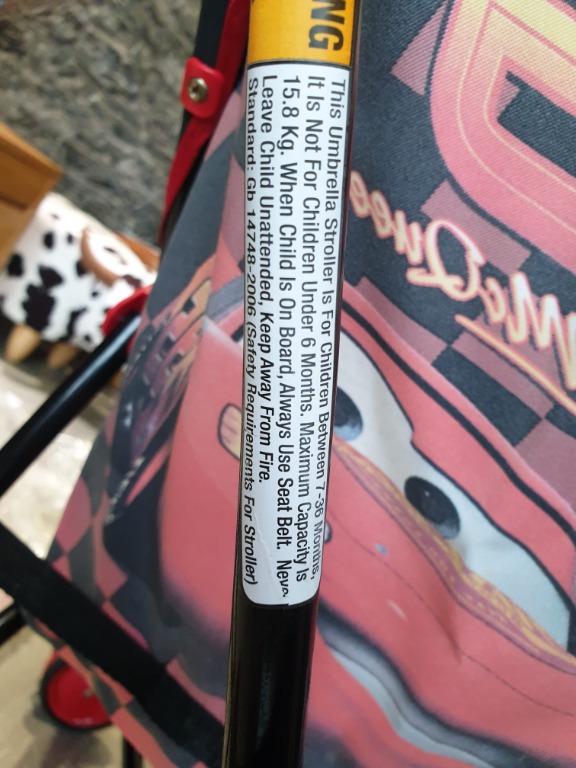 NG
This Umbrella Stroller Is For Children Between 7-36 Months,
It Is Not For Children Under 6 Months. Maximum Capacity Is
15.8 Kg. When Child Is On Board, Always Use Seat Belt. Neve
Leave Child Unattended, Keep Away From Fire.
Standard: Gb 14748-2006 (Safety Requirements For Stroller)
McQuee